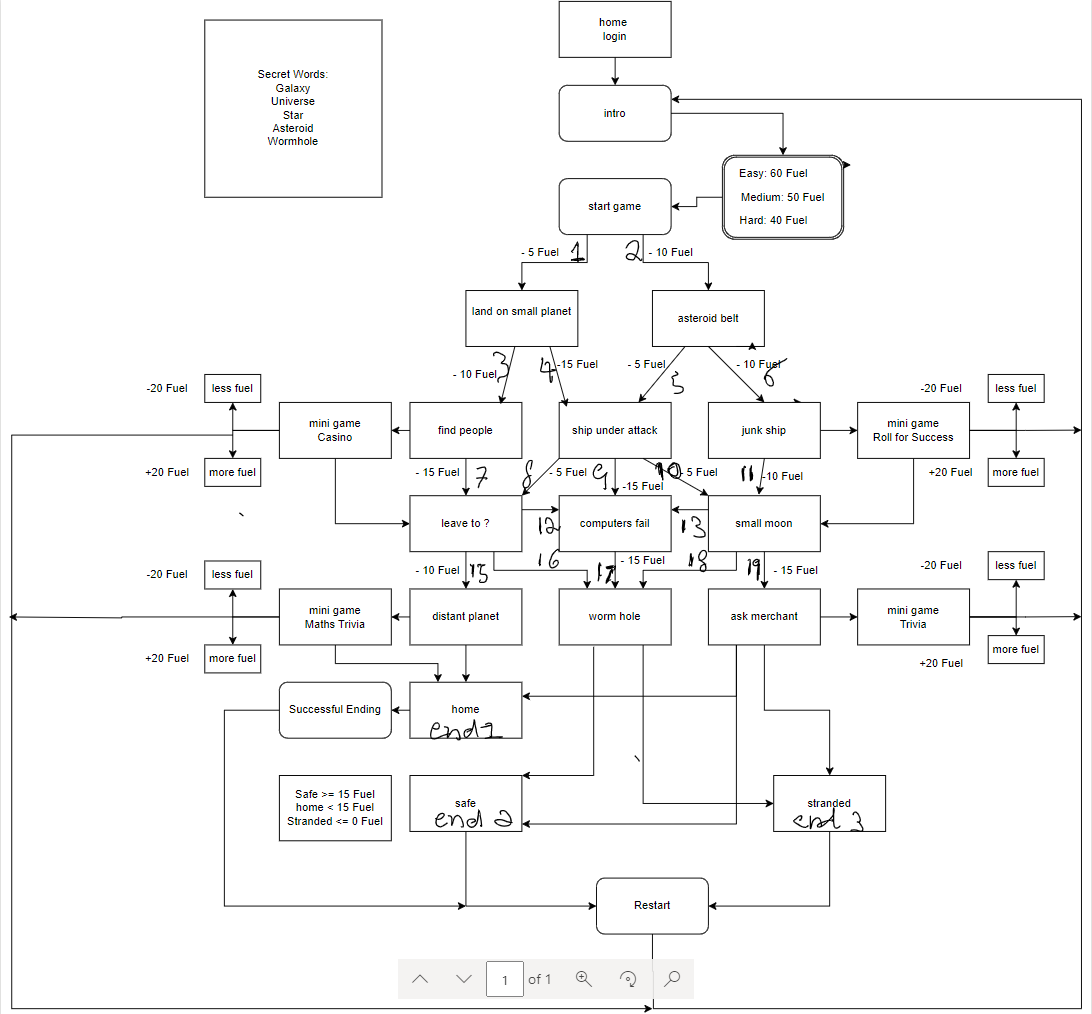 home
login
Secret Words:
Galaxy
Universe
Star
Asteroid
Wormhole
intro
Easy: 60 Fuel
Medium: 50 Fuel
Hard: 40 Fuel
start game
- 5 Fuel 1
2 - 10 Fuel
land on small planet
asteroid belt
- 10 Fuel 3
4 -15 Fuel
- 5 Fuel 5
- 10 Fuel 6
-20 Fuel
less fuel
mini game
Casino
find people
ship under attack
junk ship
mini game
Roll for Success
-20 Fuel
less fuel
+20 Fuel
more fuel
- 15 Fuel 7
8 - 5 Fuel
9 -15 Fuel
10 - 5 Fuel
11 -10 Fuel
+20 Fuel
more fuel
leave to ?
12
computers fail
13
small moon
-20 Fuel
less fuel
- 10 Fuel 15
16
17 - 15 Fuel
18
19 - 15 Fuel
-20 Fuel
less fuel
mini game
Maths Trivia
distant planet
worm hole
ask merchant
mini game
Trivia
+20 Fuel
more fuel
+20 Fuel
more fuel
Successful Ending
home
end 1
Safe >= 15 Fuel
home < 15 Fuel
Stranded <= 0 Fuel
safe
end 2
stranded
end 3
Restart
1 of 1